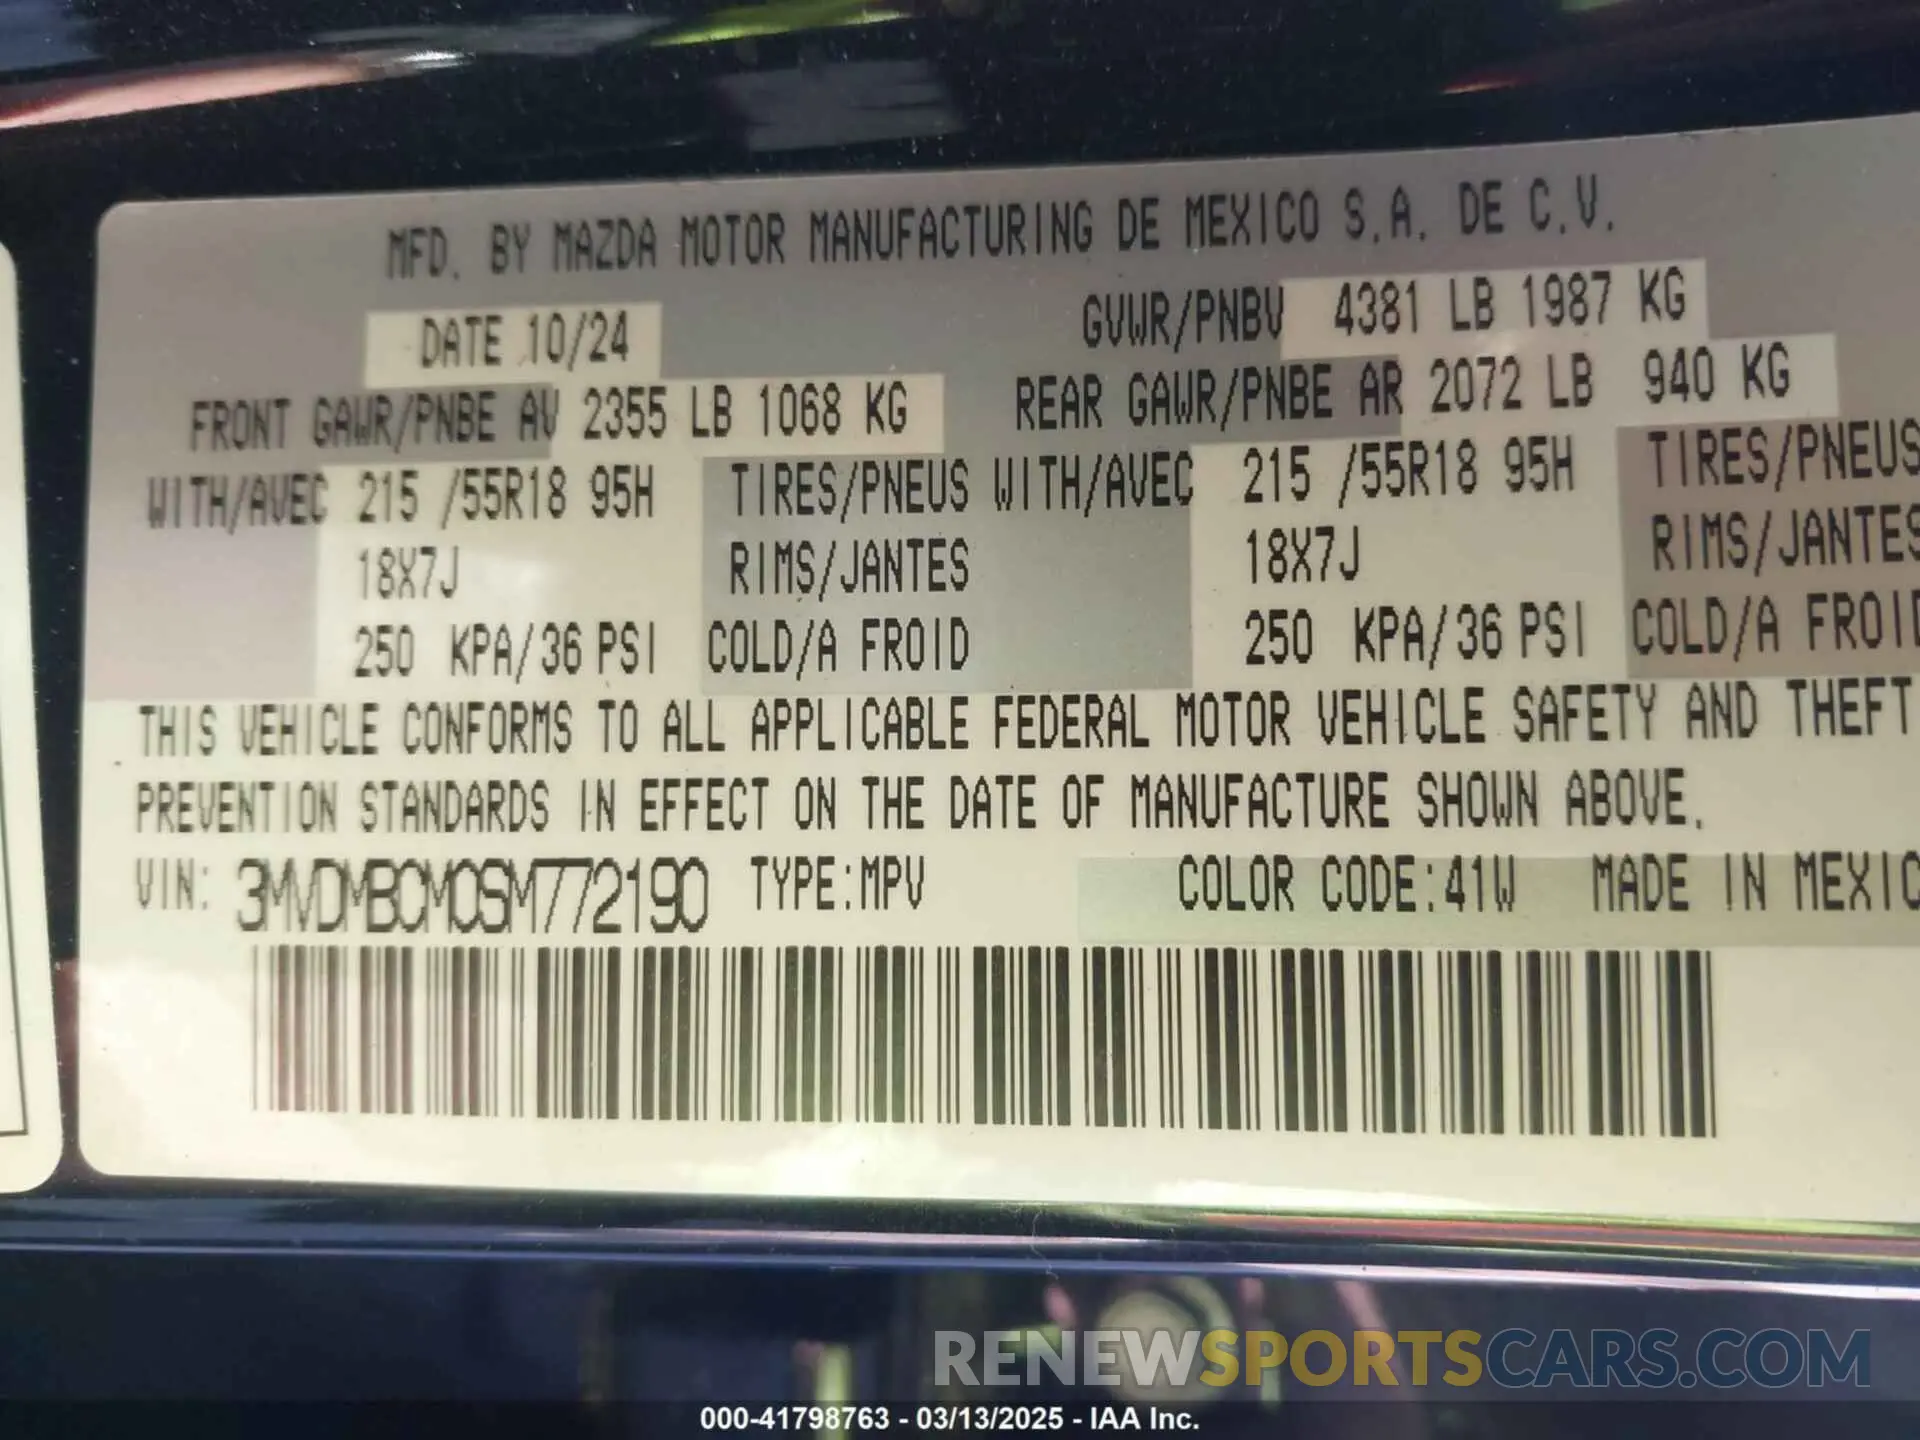 MFD. BY MAZDA MOTOR MANUFACTURING DE MEXICO S.A. DE C.V.
DATE 10/24 GVWR/PNBV 4381 LB 1987 KG
FRONT GAWR/PNBE AV 2355 LB 1068 KG REAR GAWR/PNBE AR 2072 LB 940 KG
WITH/AVEC 215 /55R18 95H TIRES/PNEUS WITH/AVEC 215 /55R18 95H TIRES/PNEUS
18X7J RIMS/JANTES 18X7J RIMS/JANTES
250 KPA/36 PSI COLD/A FROID 250 KPA/36 PSI COLD/A FROID
THIS VEHICLE CONFORMS TO ALL APPLICABLE FEDERAL MOTOR VEHICLE SAFETY AND THEFT
PREVENTION STANDARDS IN EFFECT ON THE DATE OF MANUFACTURE SHOWN ABOVE.
VIN: 3MVDMBCM0SM772190 TYPE:MPV COLOR CODE:41W MADE IN MEXIC
RENEWSPORTSCARS.COM
000-41798763 - 03/13/2025 - IAA Inc.